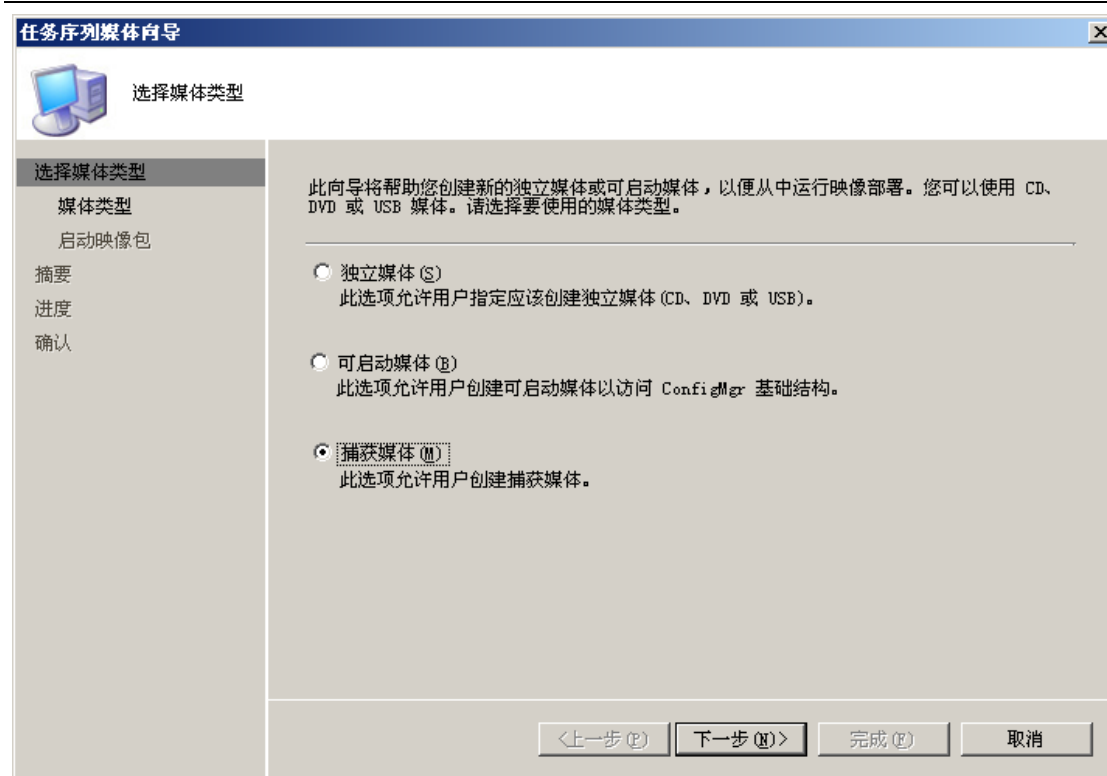 任务序列媒体向导
选择媒体类型
选择媒体类型
媒体类型
启动映像包
摘要
进度
确认
此向导将帮助您创建新的独立媒体或可启动媒体，以便从中运行映像部署。您可以使用 CD、
DVD 或 USB 媒体。请选择要使用的媒体类型。
独立媒体(S)
此选项允许用户指定应该创建独立媒体(CD、DVD 或 USB)。
可启动媒体(B)
此选项允许用户创建可启动媒体以访问 ConfigMgr 基础结构。
捕获媒体(M)
此选项允许用户创建捕获媒体。
<上一步(P) 下一步(N)> 完成(F) 取消